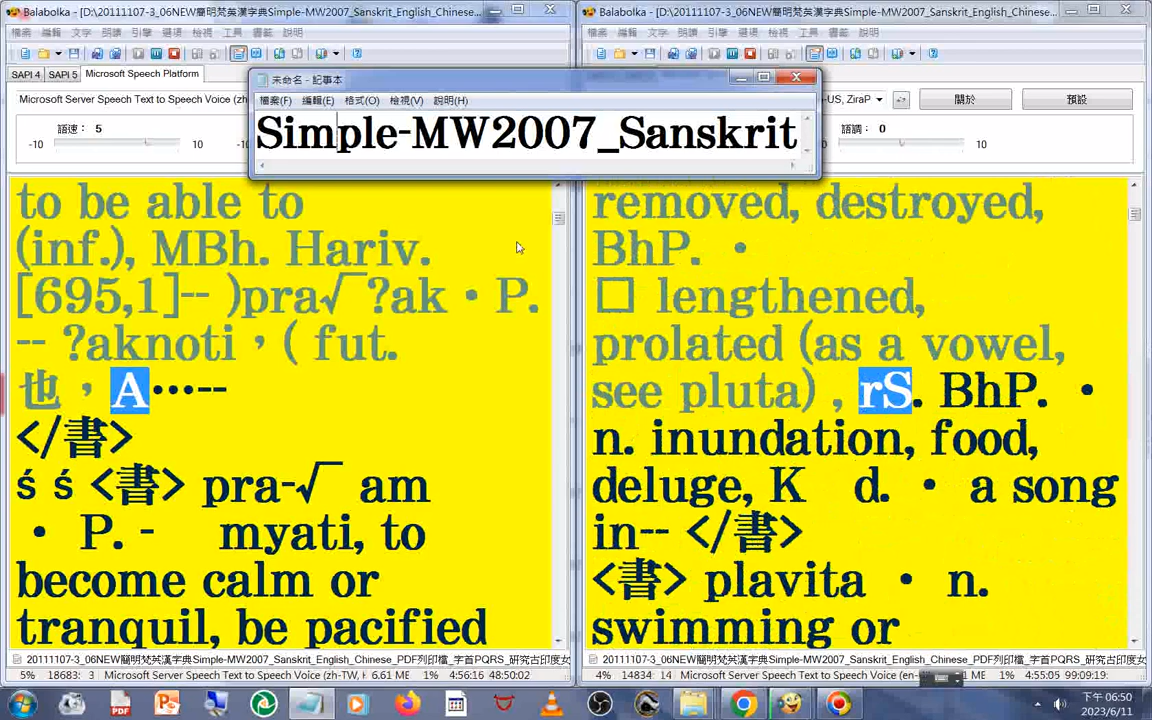 Balabolka - [D:\20111107-3_06NEW簡明梵英漢字典Simple-MW2007_Sanskrit_English_Chinese...
檔案 編輯 文字 朗讀 引擎 選項 檢視 工具 書籤 說明
SAPI 4 SAPI 5 Microsoft Speech Platform
Microsoft Server Speech Text to Speech Voice (zh
語速： 5
-10 10 -10
to be able to
(inf.), MBh. Hariv.
[695,1]-- )pra√ ?ak • P.
-- ?aknoti，( fut.
也，A…--
</書>
ś ś <書> pra-√ am
• P. - myati, to
become calm or
tranquil, be pacified
20111107-3_06NEW簡明梵英漢字典Simple-MW2007_Sanskrit_English_Chinese_PDF列印檔_字首PQRS_研究古印度女
5% 18683: 3 Microsoft Server Speech Text to Speech Voice (zh-TW, 6.61 MB 1% 4:56:16 48:50:02
未命名 - 記事本
檔案(F) 編輯(E) 格式(O) 檢視(V) 說明(H)
Simple-MW2007_Sanskrit
Balabolka - [D:\20111107-3_06NEW簡明梵英漢字典Simple-MW2007_Sanskrit_English_Chinese...
檔案 編輯 文字 朗讀 引擎 選項 檢視 工具 書籤 說明
-US, ZiraP 關於 預設
語調： 0
10 -10 10
removed, destroyed,
BhP. •
□ lengthened,
prolated (as a vowel,
see pluta) , rS. BhP. •
n. inundation, food,
deluge, K d. • a song
in-- </書>
<書> plavita • n.
swimming or
20111107-3_06NEW簡明梵英漢字典Simple-MW2007_Sanskrit_English_Chinese_PDF列印檔_字首PQRS_研究古印度女
4% 14834: 14 Microsoft Server Speech Text to Speech Voice 1% 4:55:05 99:09:19
下午 06:50
2023/6/11